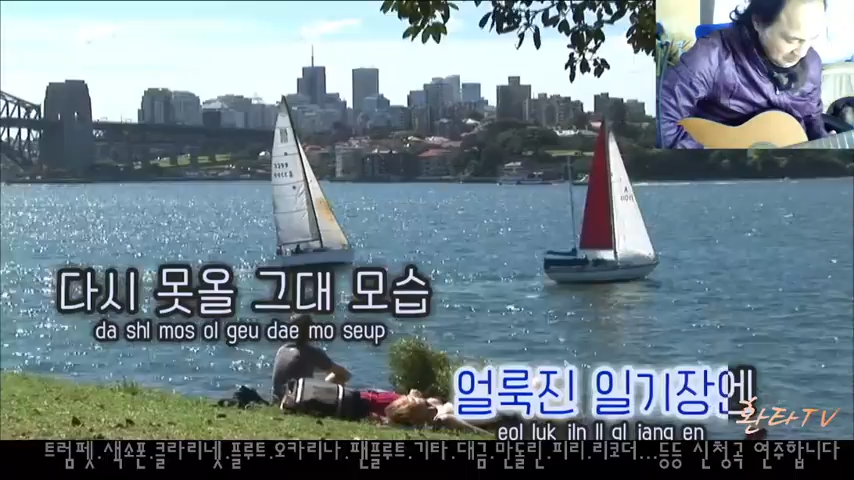 다시 못올 그대 모습
da shI mos ol geu dae mo seup
얼룩진 일기장엔
eol luk jIn Il gI jang en
환타TV
트럼펫.색소폰.클라리넷.플루트.오카리나.팬플루트.기타.대금.만돌린.피리.리코더...등등 신청곡 연주합니다